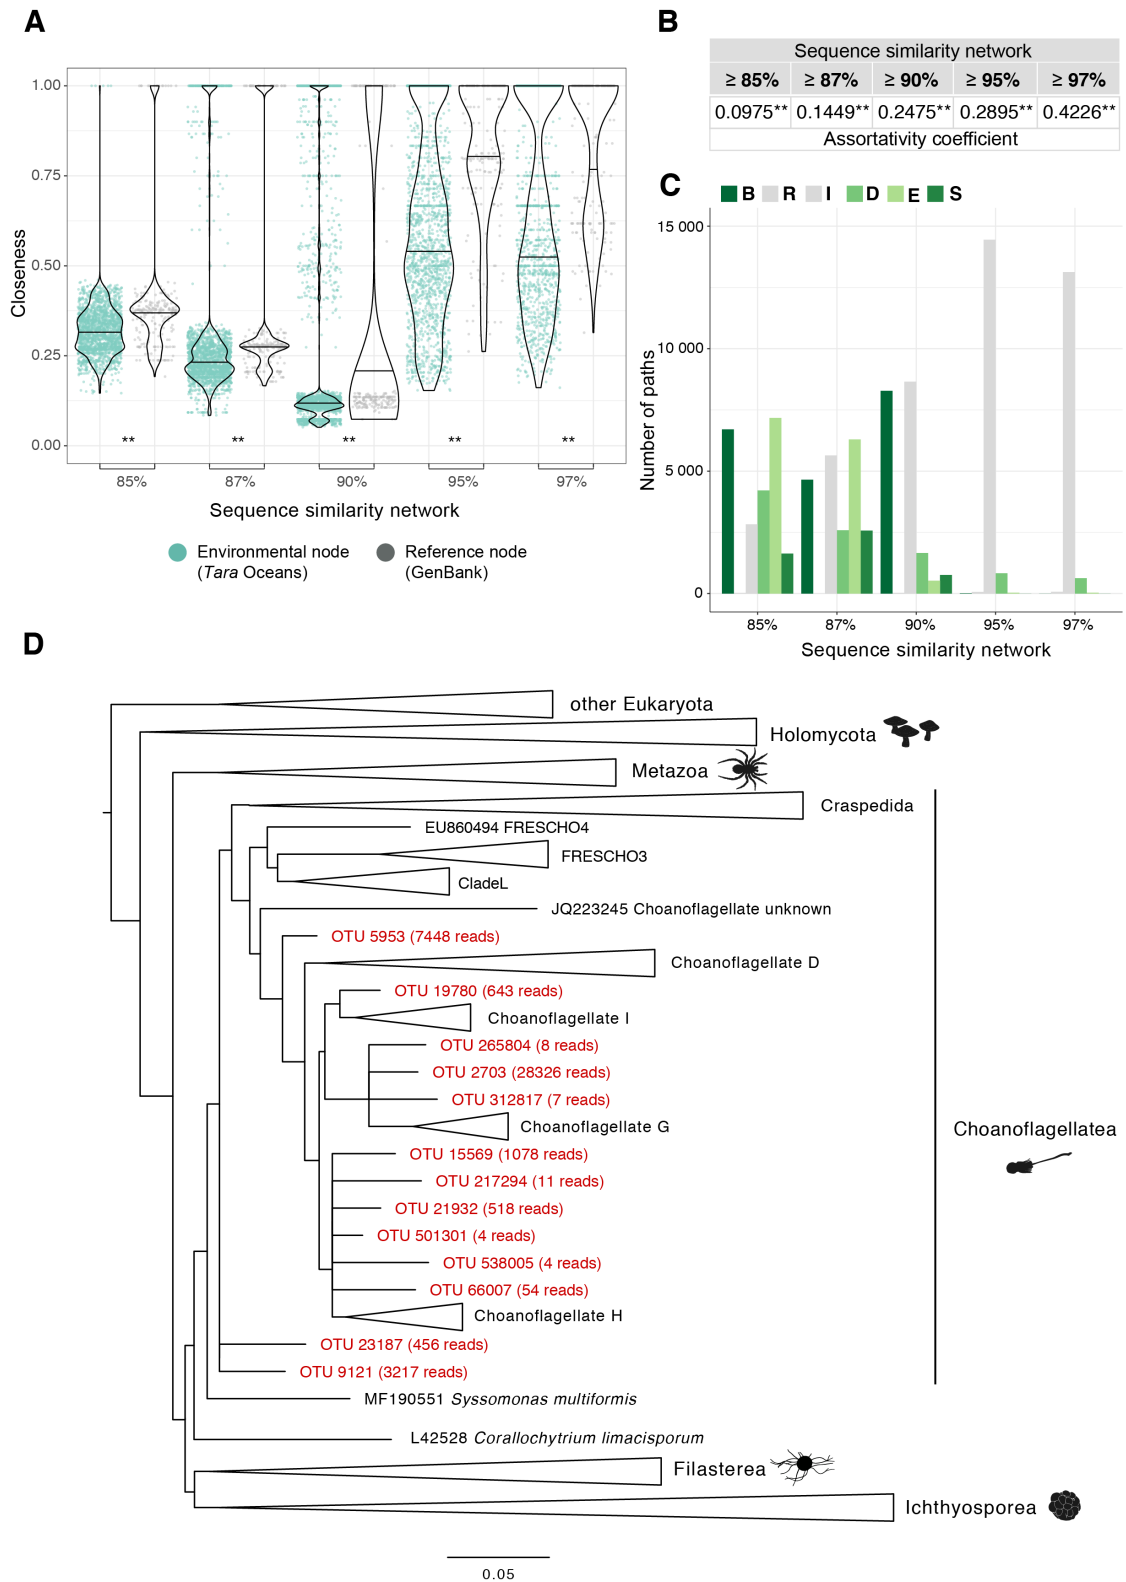 A
1.00
0.75
0.50
0.25
0.00
Closeness
** ** ** ** **
85% 87% 90% 95% 97%
Sequence similarity network
Environmental node
(Tara Oceans)
Reference node
(GenBank)
B
Sequence similarity network
≥ 85% ≥ 87% ≥ 90% ≥ 95% ≥ 97%
0.0975** 0.1449** 0.2475** 0.2895** 0.4226**
Assortativity coefficient
C
B R I D E S
15 000
10 000
5 000
0
Number of paths
85% 87% 90% 95% 97%
Sequence similarity network
D
other Eukaryota
Holomycota
Metazoa
Craspedida
EU860494 FRESCHO4
FRESCHO3
CladeL
JQ223245 Choanoflagellate unknown
OTU 5953 (7448 reads)
Choanoflagellate D
OTU 19780 (643 reads)
Choanoflagellate I
OTU 265804 (8 reads)
OTU 2703 (28326 reads)
OTU 312817 (7 reads)
Choanoflagellate G
Choanoflagellatea
OTU 15569 (1078 reads)
OTU 217294 (11 reads)
OTU 21932 (518 reads)
OTU 501301 (4 reads)
OTU 538005 (4 reads)
OTU 66007 (54 reads)
Choanoflagellate H
OTU 23187 (456 reads)
OTU 9121 (3217 reads)
MF190551 Syssomonas multiformis
L42528 Corallochytrium limacisporum
Filasterea
Ichthyosporea
0.05